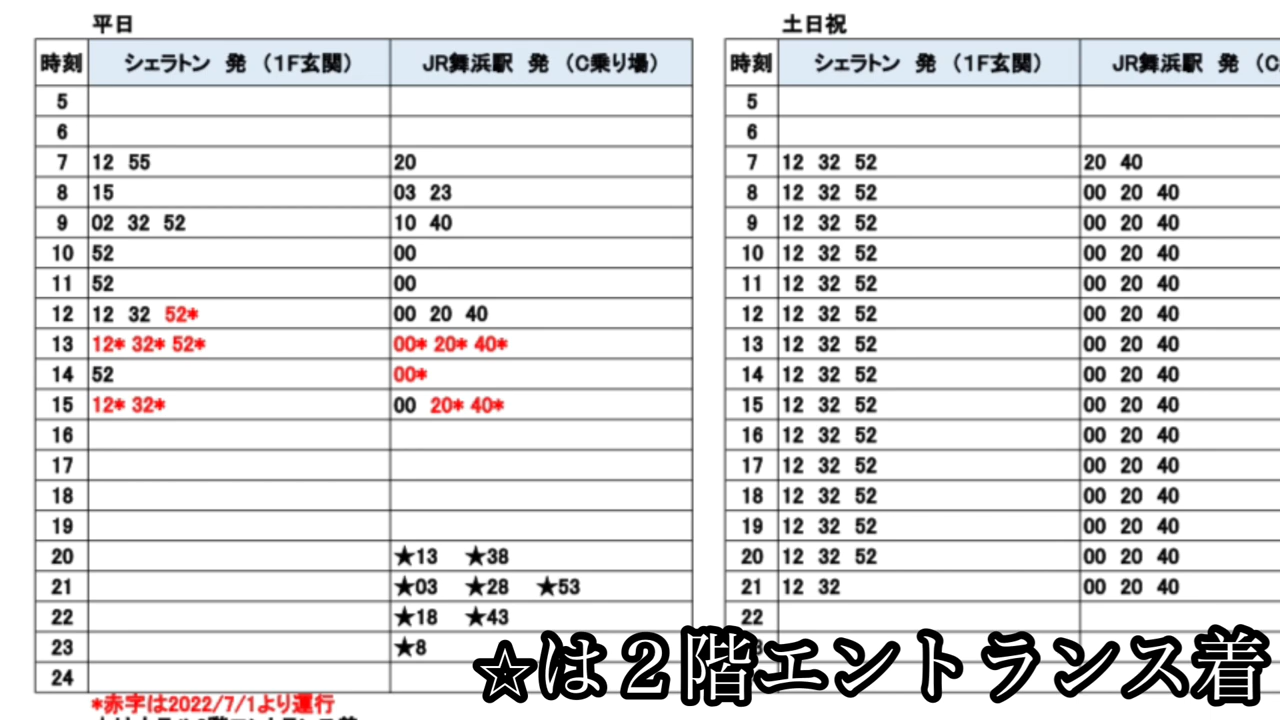 平日
時刻 シェラトン 発 (1F玄関) JR舞浜駅 発 (C乗り場)
5
6
7 12 55 20
8 15 03 23
9 02 32 52 10 40
10 52 00
11 52 00
12 12 32 52* 00 20 40
13 12* 32* 52* 00* 20* 40*
14 52 00*
15 12* 32* 00 20* 40*
16
17
18
19
20 ★13 ★38
21 ★03 ★28 ★53
22 ★18 ★43
23 ★8
24
*赤字は2022/7/1より運行
土日祝
時刻 シェラトン 発 (1F玄関) JR舞浜駅 発 (C
5
6
7 12 32 52 20 40
8 12 32 52 00 20 40
9 12 32 52 00 20 40
10 12 32 52 00 20 40
11 12 32 52 00 20 40
12 12 32 52 00 20 40
13 12 32 52 00 20 40
14 12 32 52 00 20 40
15 12 32 52 00 20 40
16 12 32 52 00 20 40
17 12 32 52 00 20 40
18 12 32 52 00 20 40
19 12 32 52 00 20 40
20 12 32 52 00 20 40
21 12 32 00 20 40
22
☆は２階エントランス着